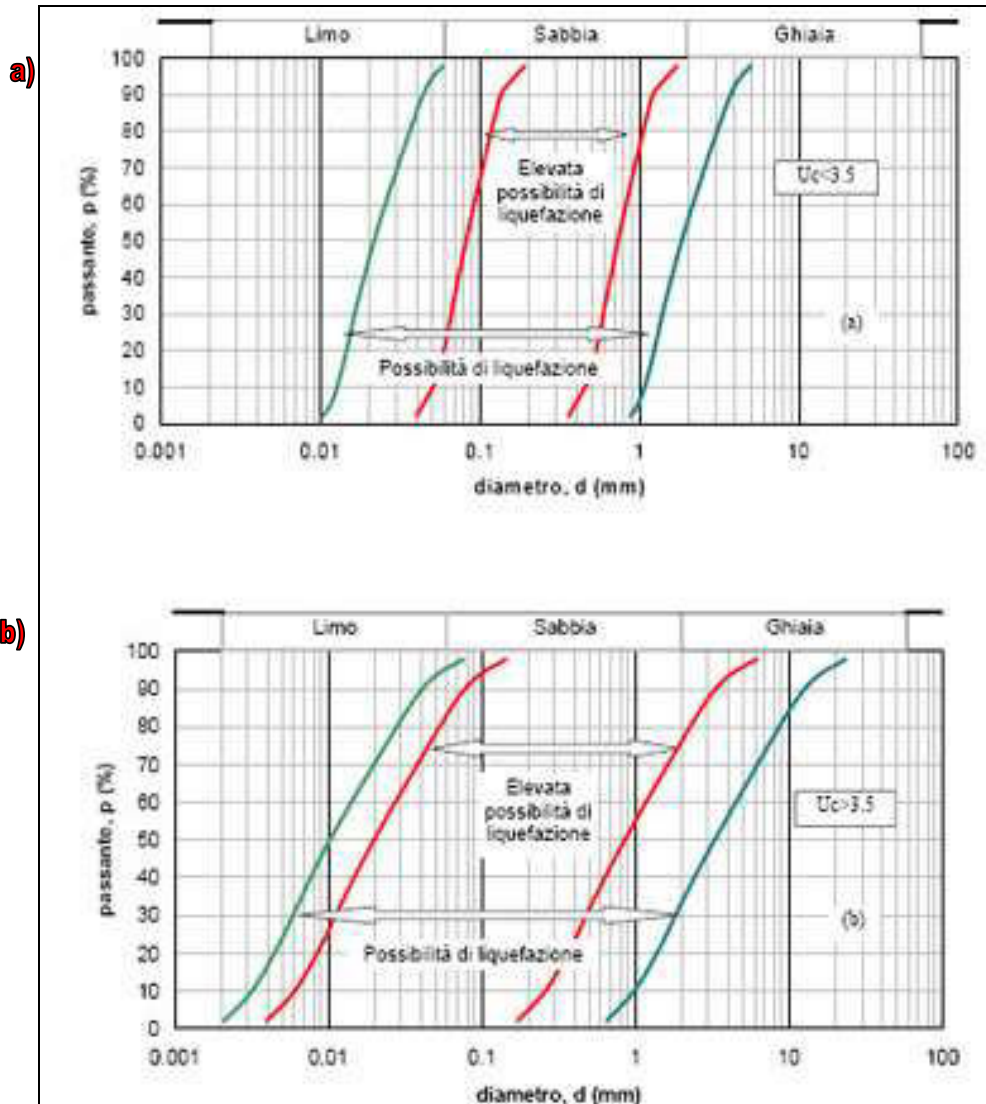 a)
Limo Sabbia Ghiaia
100
90
80
70
60
50
40
30
20
10
0
passante, p (%)
Elevata
possibilità di
liquefazione
Uc<3.5
(a)
Possibilità di liquefazione
0.001 0.01 0.1 1 10 100
diametro, d (mm)
b)
Limo Sabbia Ghiaia
100
90
80
70
60
50
40
30
20
10
0
passante, p (%)
Elevata
possibilità di
liquefazione
Uc>3.5
(b)
Possibilità di liquefazione
0.001 0.01 0.1 1 10 100
diametro, d (mm)